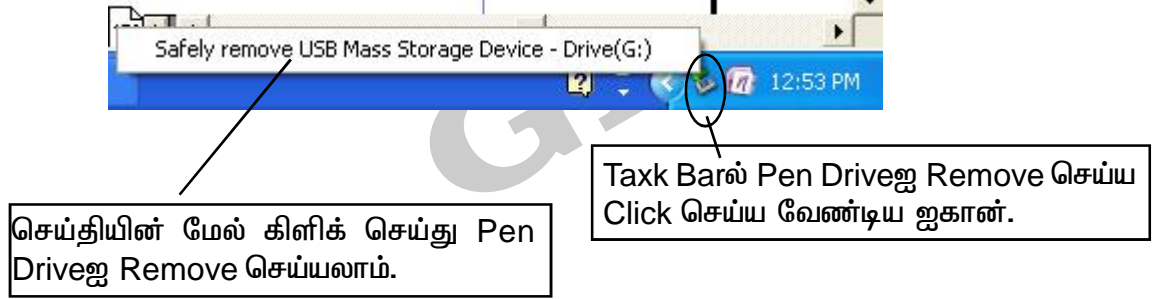 Safely remove USB Mass Storage Device - Drive(G:)
12:53 PM
Taxk Barல் Pen Driveஐ Remove செய்ய
Click செய்ய வேண்டிய ஐகான்.
செய்தியின் மேல் கிளிக் செய்து Pen
Driveஐ Remove செய்யலாம்.